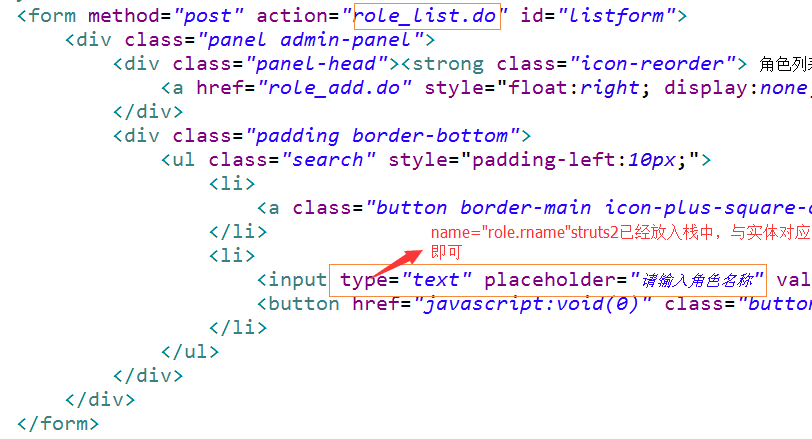 <form method="post" action="role_list.do" id="listform">
<div class="panel admin-panel">
<div class="panel-head"><strong class="icon-reorder"> 角色列表
<a href="role_add.do" style="float:right; display:none;
</div>
<div class="padding border-bottom">
<ul class="search" style="padding-left:10px;">
<li>
<a class="button border-main icon-plus-square-o
name="role.rname"struts2已经放入栈中，与实体对应
即可
</li>
<li>
<input type="text" placeholder="请输入角色名称" val
<button href="javascript:void(0)" class="button
</li>
</ul>
</div>
</div>
</form>